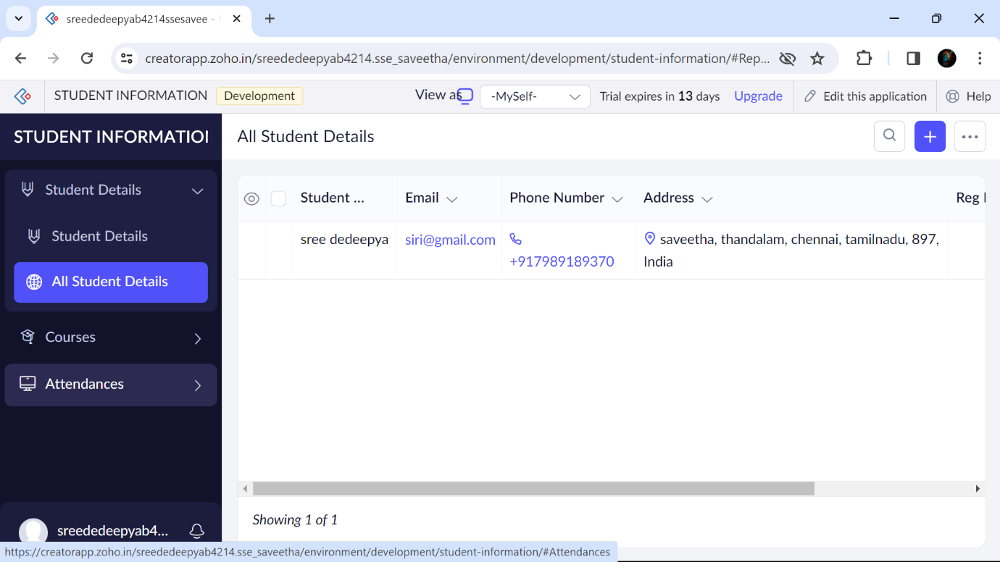 sreededeepyab4214ssesavee -
creatorapp.zoho.in/sreededeepyab4214.sse_saveetha/environment/development/student-information/#Rep...
STUDENT INFORMATION Development View as -MySelf- Trial expires in 13 days Upgrade Edit this application Help
STUDENT INFORMATION All Student Details
Student Details
Student Details
All Student Details
Courses
Attendances
sreededeepyab4...
Student ... Email Phone Number Address Reg
sree dedeepya siri@gmail.com +917989189370 saveetha, thandalam, chennai, tamilnadu, 897,
India
Showing 1 of 1
https://creatorapp.zoho.in/sreededeepyab4214.sse_saveetha/environment/development/student-information/#Attendances